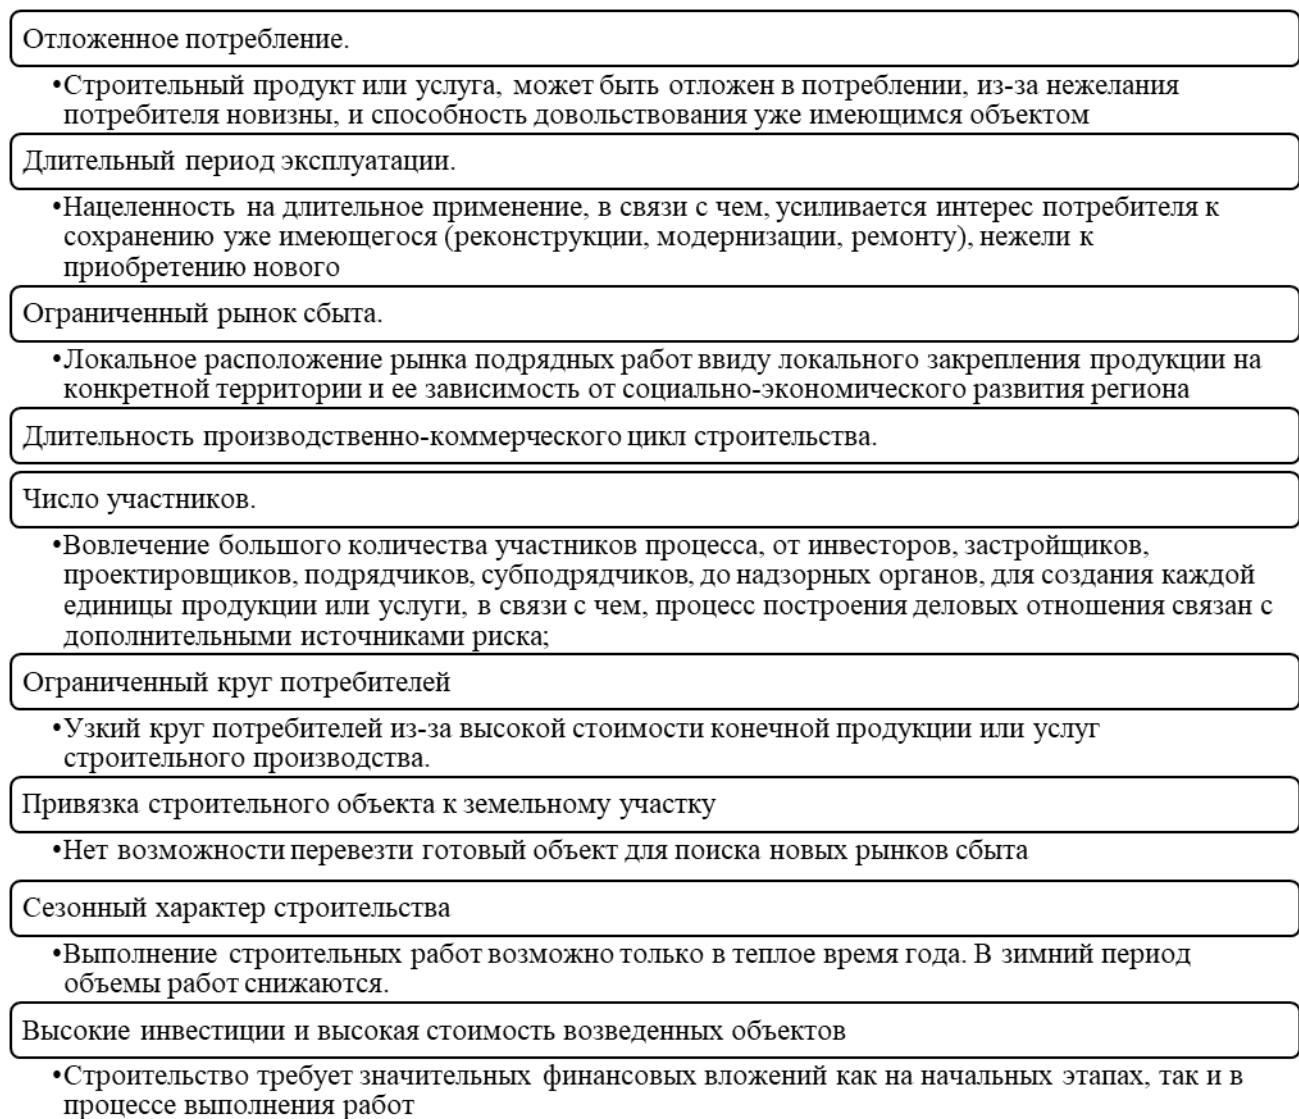 Отложенное потребление.
•Строительный продукт или услуга, может быть отложен в потреблении, из-за нежелания
потребителя новизны, и способность довольствования уже имеющимся объектом
Длительный период эксплуатации.
•Нацеленность на длительное применение, в связи с чем, усиливается интерес потребителя к
сохранению уже имеющегося (реконструкции, модернизации, ремонту), нежели к
приобретению нового
Ограниченный рынок сбыта.
•Локальное расположение рынка подрядных работ ввиду локального закрепления продукции на
конкретной территории и ее зависимость от социально-экономического развития региона
Длительность производственно-коммерческого цикл строительства.
Число участников.
•Вовлечение большого количества участников процесса, от инвесторов, застройщиков,
проектировщиков, подрядчиков, субподрядчиков, до надзорных органов, для создания каждой
единицы продукции или услуги, в связи с чем, процесс построения деловых отношения связан с
дополнительными источниками риска;
Ограниченный круг потребителей
•Узкий круг потребителей из-за высокой стоимости конечной продукции или услуг
строительного производства.
Привязка строительного объекта к земельному участку
•Нет возможности перевезти готовый объект для поиска новых рынков сбыта
Сезонный характер строительства
•Выполнение строительных работ возможно только в теплое время года. В зимний период
объемы работ снижаются.
Высокие инвестиции и высокая стоимость возведенных объектов
•Строительство требует значительных финансовых вложений как на начальных этапах, так и в
процессе выполнения работ